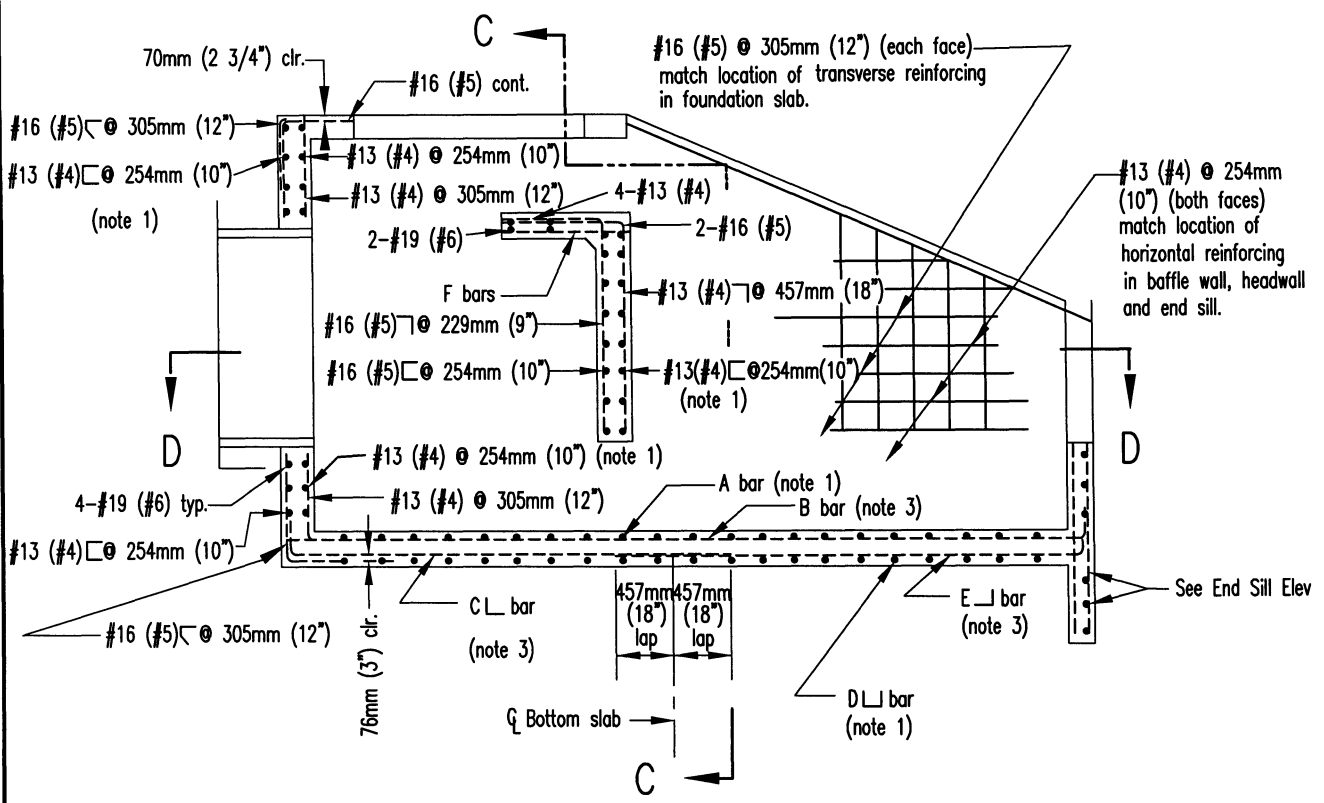 C
70mm (2 3/4") clr.
#16 (#5) cont.
#16 (#5) @ 305mm (12")
#13 (#4) @ 254mm (10")
(note 1)
#13 (#4) @ 254mm (10")
#13 (#4) @ 305mm (12")
4-#13 (#4)
2-#19 (#6)
2-#16 (#5)
F bars
#13 (#4) @ 457mm (18")
#16 (#5) @ 229mm (9")
#16 (#5) @ 254mm (10")
#13(#4) @254mm(10")
(note 1)
#16 (#5) @ 305mm (12") (each face)
match location of transverse reinforcing
in foundation slab.
#13 (#4) @ 254mm
(10") (both faces)
match location of
horizontal reinforcing
in baffle wall, headwall
and end sill.
D
D
#13 (#4) @ 254mm (10") (note 1)
4-#19 (#6) typ.
#13 (#4) @ 305mm (12")
#13 (#4) @ 254mm (10")
#16 (#5) @ 305mm (12")
A bar (note 1)
B bar (note 3)
76mm (3") clr.
C bar
(note 3)
457mm
(18")
lap
457mm
(18")
lap
E bar
(note 3)
See End Sill Elev
D bar
(note 1)
℄ Bottom slab
C